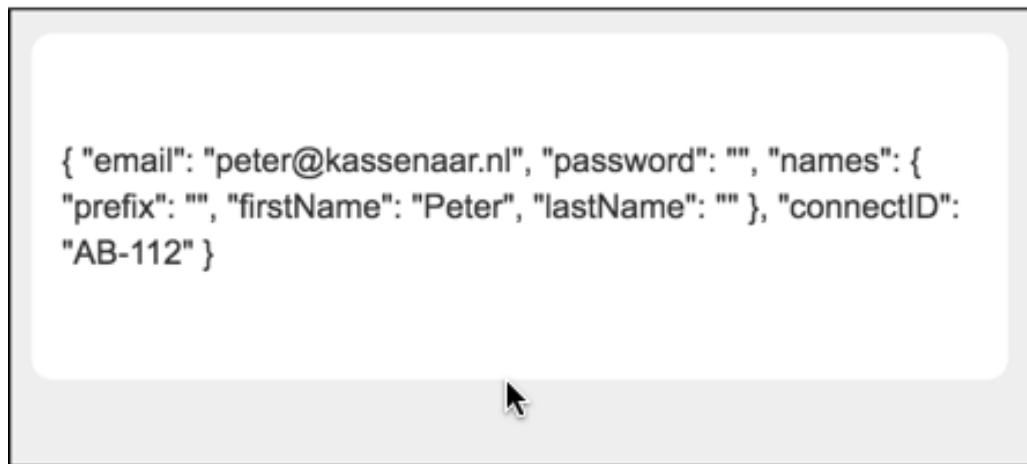 { "email": "peter@kassenaar.nl", "password": "", "names": {
"prefix": "", "firstName": "Peter", "lastName": "" }, "connectID":
"AB-112" }